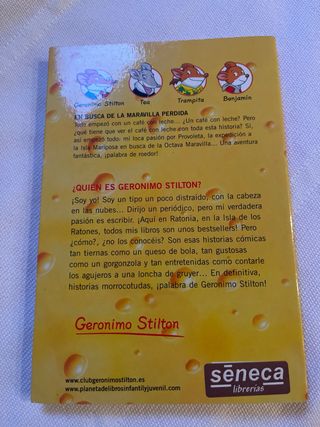 Geronimo Stilton Tea Trampita Benjamín
EN BUSCA DE LA MARAVILLA PERDIDA
Todo empezó con un café con leche... ¿Un café con leche? Pero
¿qué tiene que ver el café con leche con toda esta historia? Sí,
así empezó todo: mi loca pasión por Provoleta, la expedición a
la Isla Mariposa en busca de la Octava Maravilla... Una aventura
fantástica, ¡palabra de roedor!
¿QUIÉN ES GERONIMO STILTON?
¡Soy yo! Soy un tipo un poco distraído, con la cabeza
en las nubes... Dirijo un periódico, pero mi verdadera
pasión es escribir. ¡Aquí en Ratonia, en la Isla de los
Ratones, todos mis libros son unos bestsellers! Pero
¿cómo?, ¿no los conocéis? Son esas historias cómicas
tan tiernas como un queso de bola, tan gustosas
como un gorgonzola y tan entretenidas como contarle
los agujeros a una loncha de gruyer... En definitiva,
historias morrocotudas, ¡palabra de Geronimo Stilton!
Geronimo Stilton
www.clubgeronimostilton.es
www.planetadelibrosinfantilyjuvenil.com
sēneca
librerías